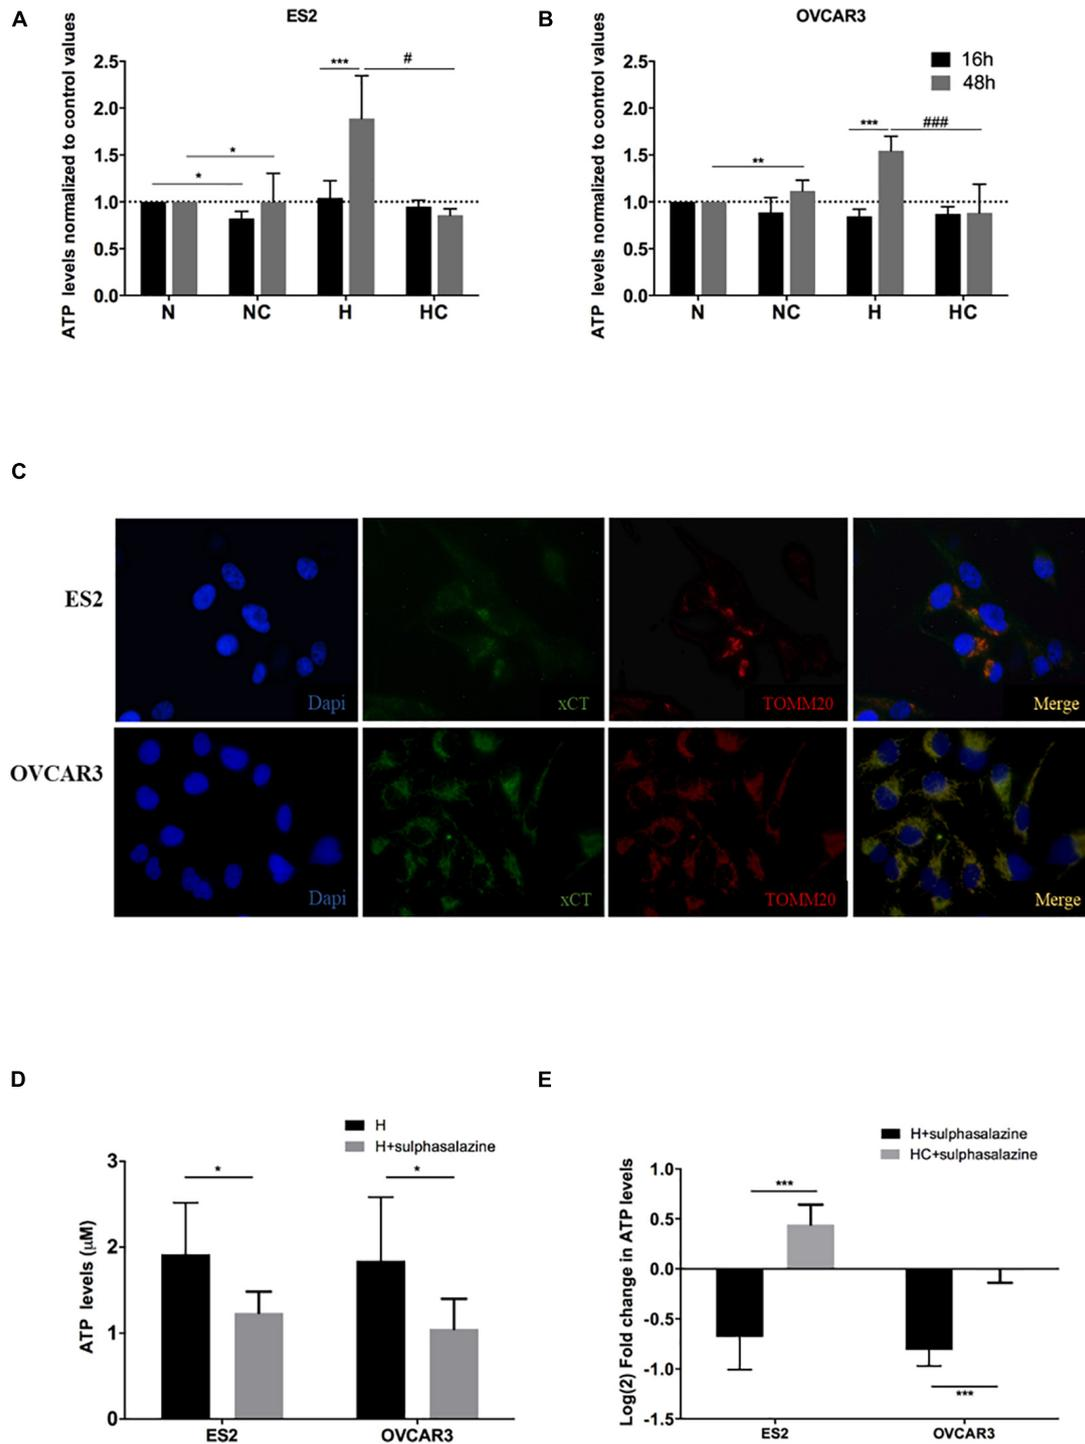 A
ES2
ATP levels normalized to control values
2.5
2.0
1.5
1.0
0.5
0.0
*
*
***
#
N
NC
H
HC
B
OVCAR3
16h
48h
ATP levels normalized to control values
2.5
2.0
1.5
1.0
0.5
0.0
**
***
###
N
NC
H
HC
C
ES2
Dapi
xCT
TOMM20
Merge
OVCAR3
Dapi
xCT
TOMM20
Merge
D
H
H+sulphasalazine
ATP levels (µM)
3
2
1
0
*
*
ES2
OVCAR3
E
H+sulphasalazine
HC+sulphasalazine
Log(2) Fold change in ATP levels
1.0
0.5
0.0
-0.5
-1.0
-1.5
***
***
ES2
OVCAR3